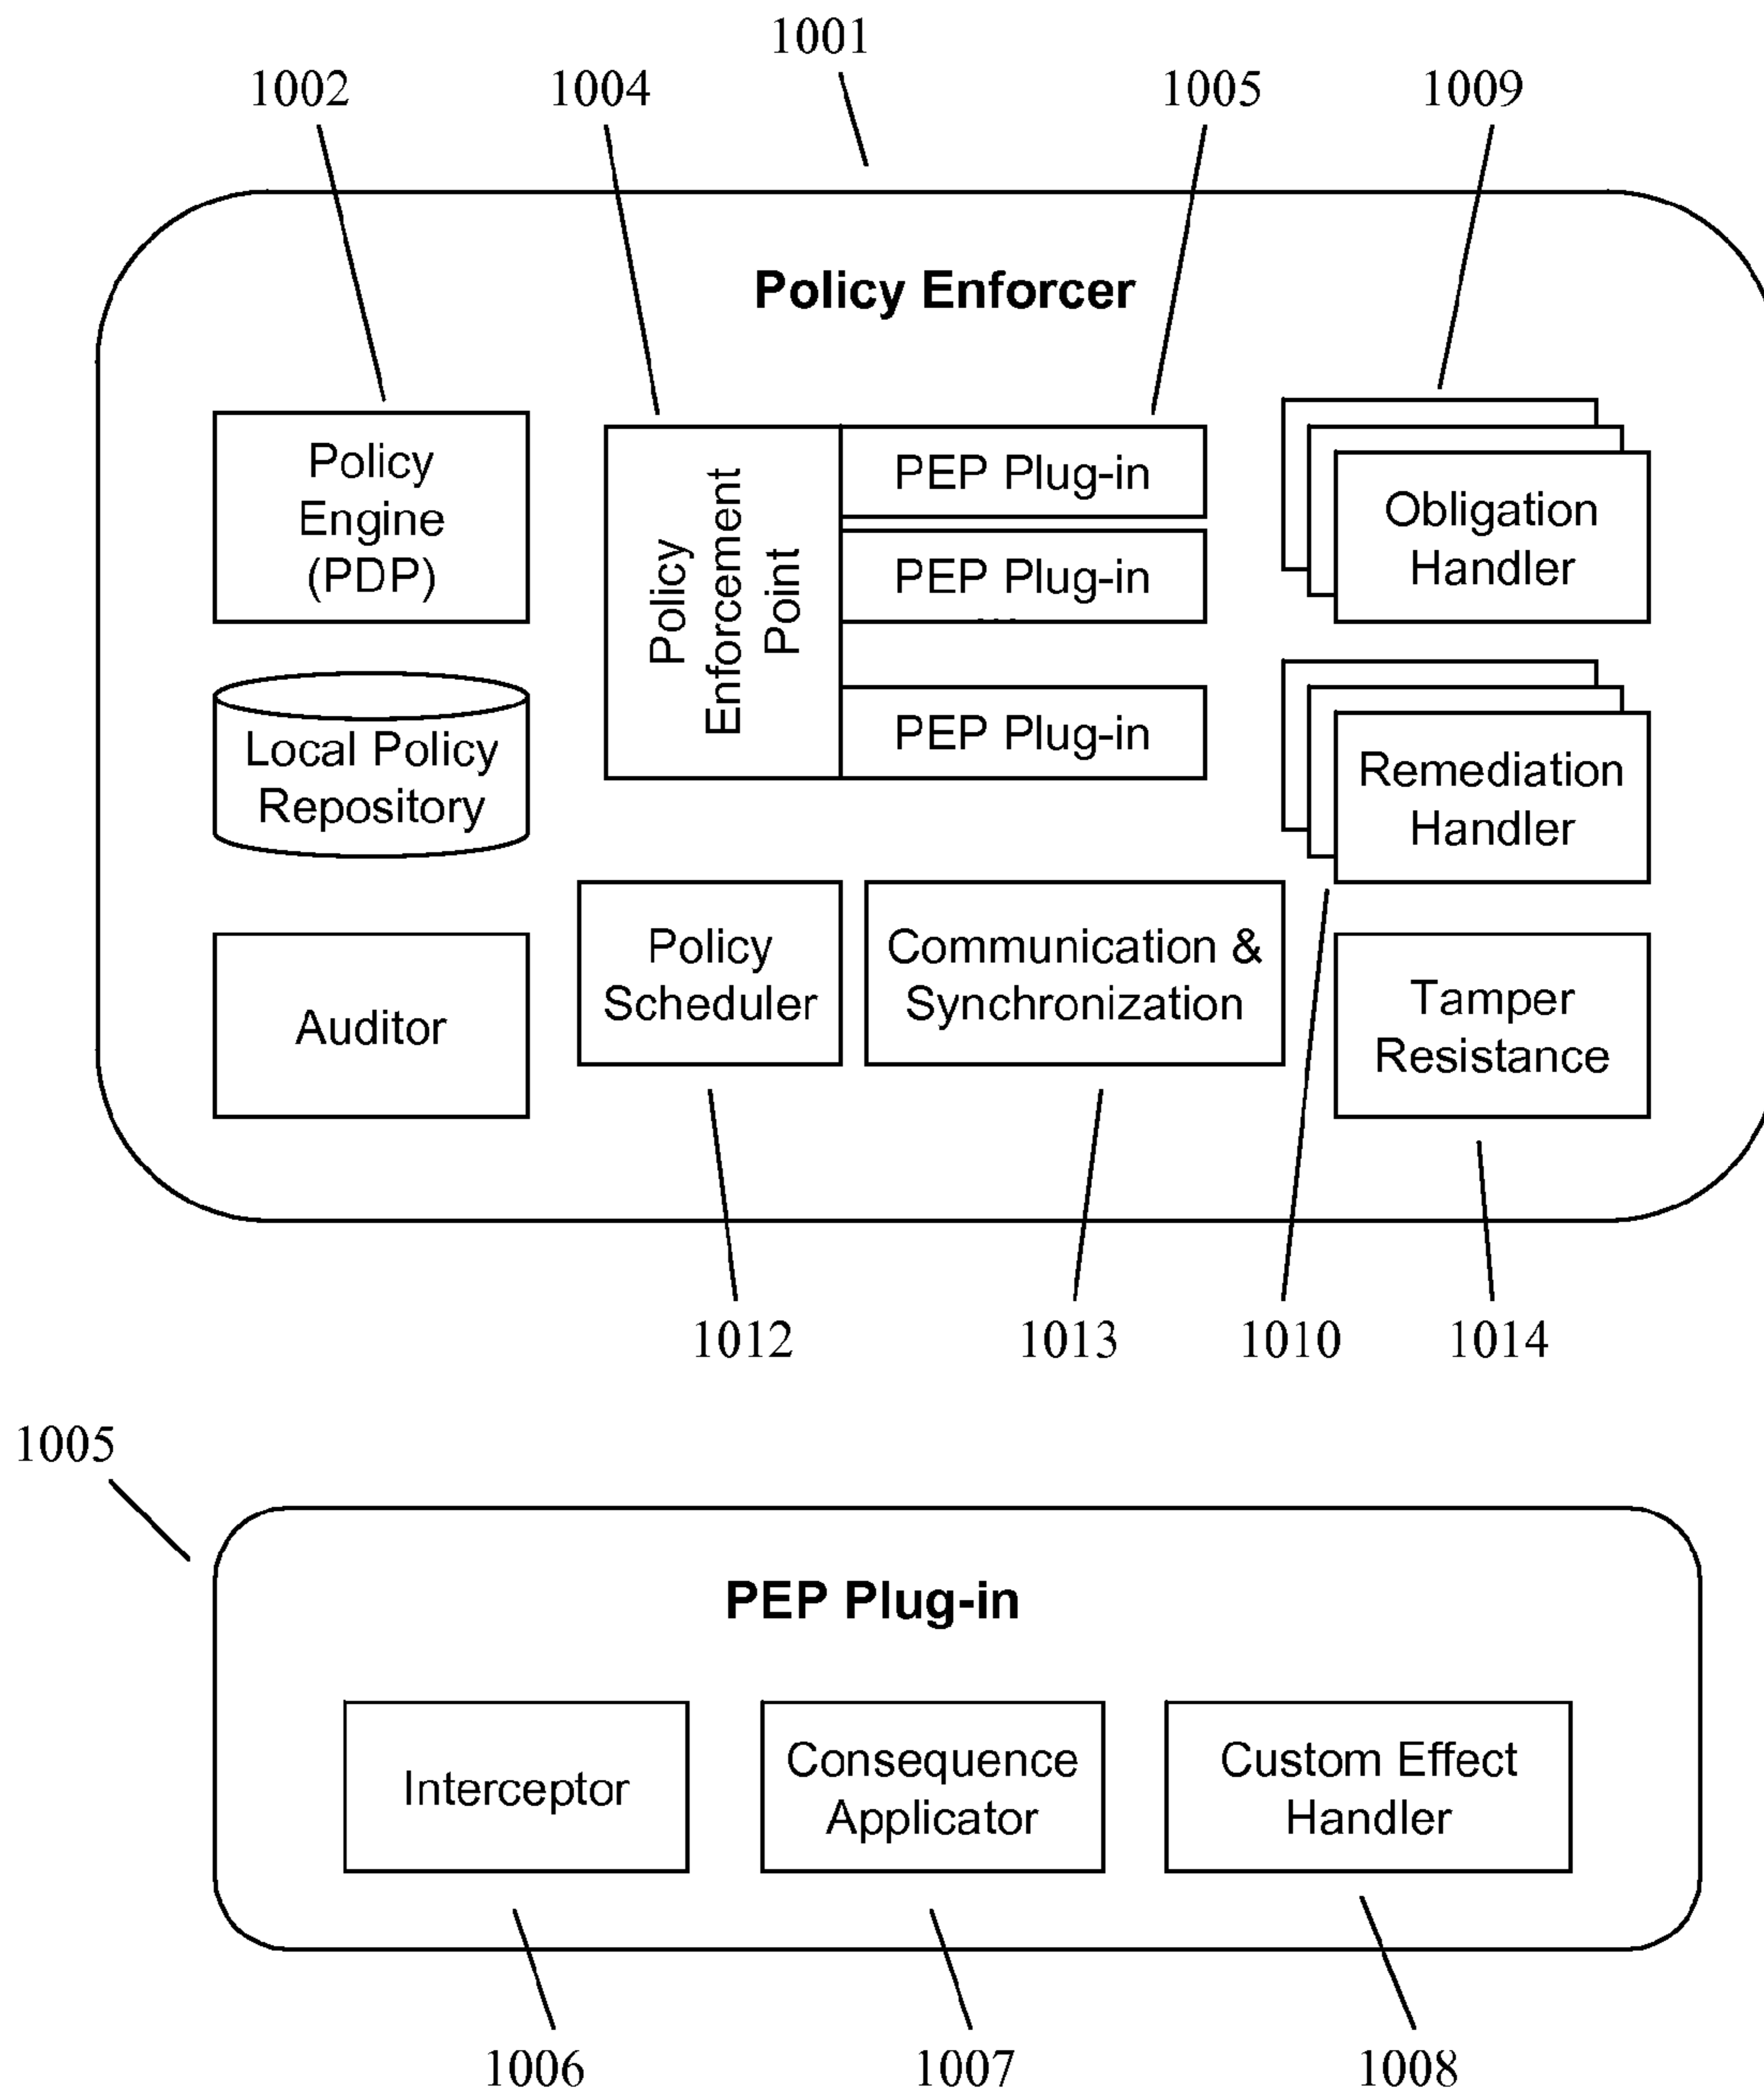 1001
1002
1004
1005
1009
Policy Enforcer
Policy
Engine
(PDP)
Policy
Enforcement
Point
PEP Plug-in
PEP Plug-in
...
PEP Plug-in
Obligation
Handler
Local Policy
Repository
Remediation
Handler
Auditor
Policy
Scheduler
Communication &
Synchronization
Tamper
Resistance
1012
1013
1010
1014
1005
PEP Plug-in
Interceptor
Consequence
Applicator
Custom Effect
Handler
1006
1007
1008